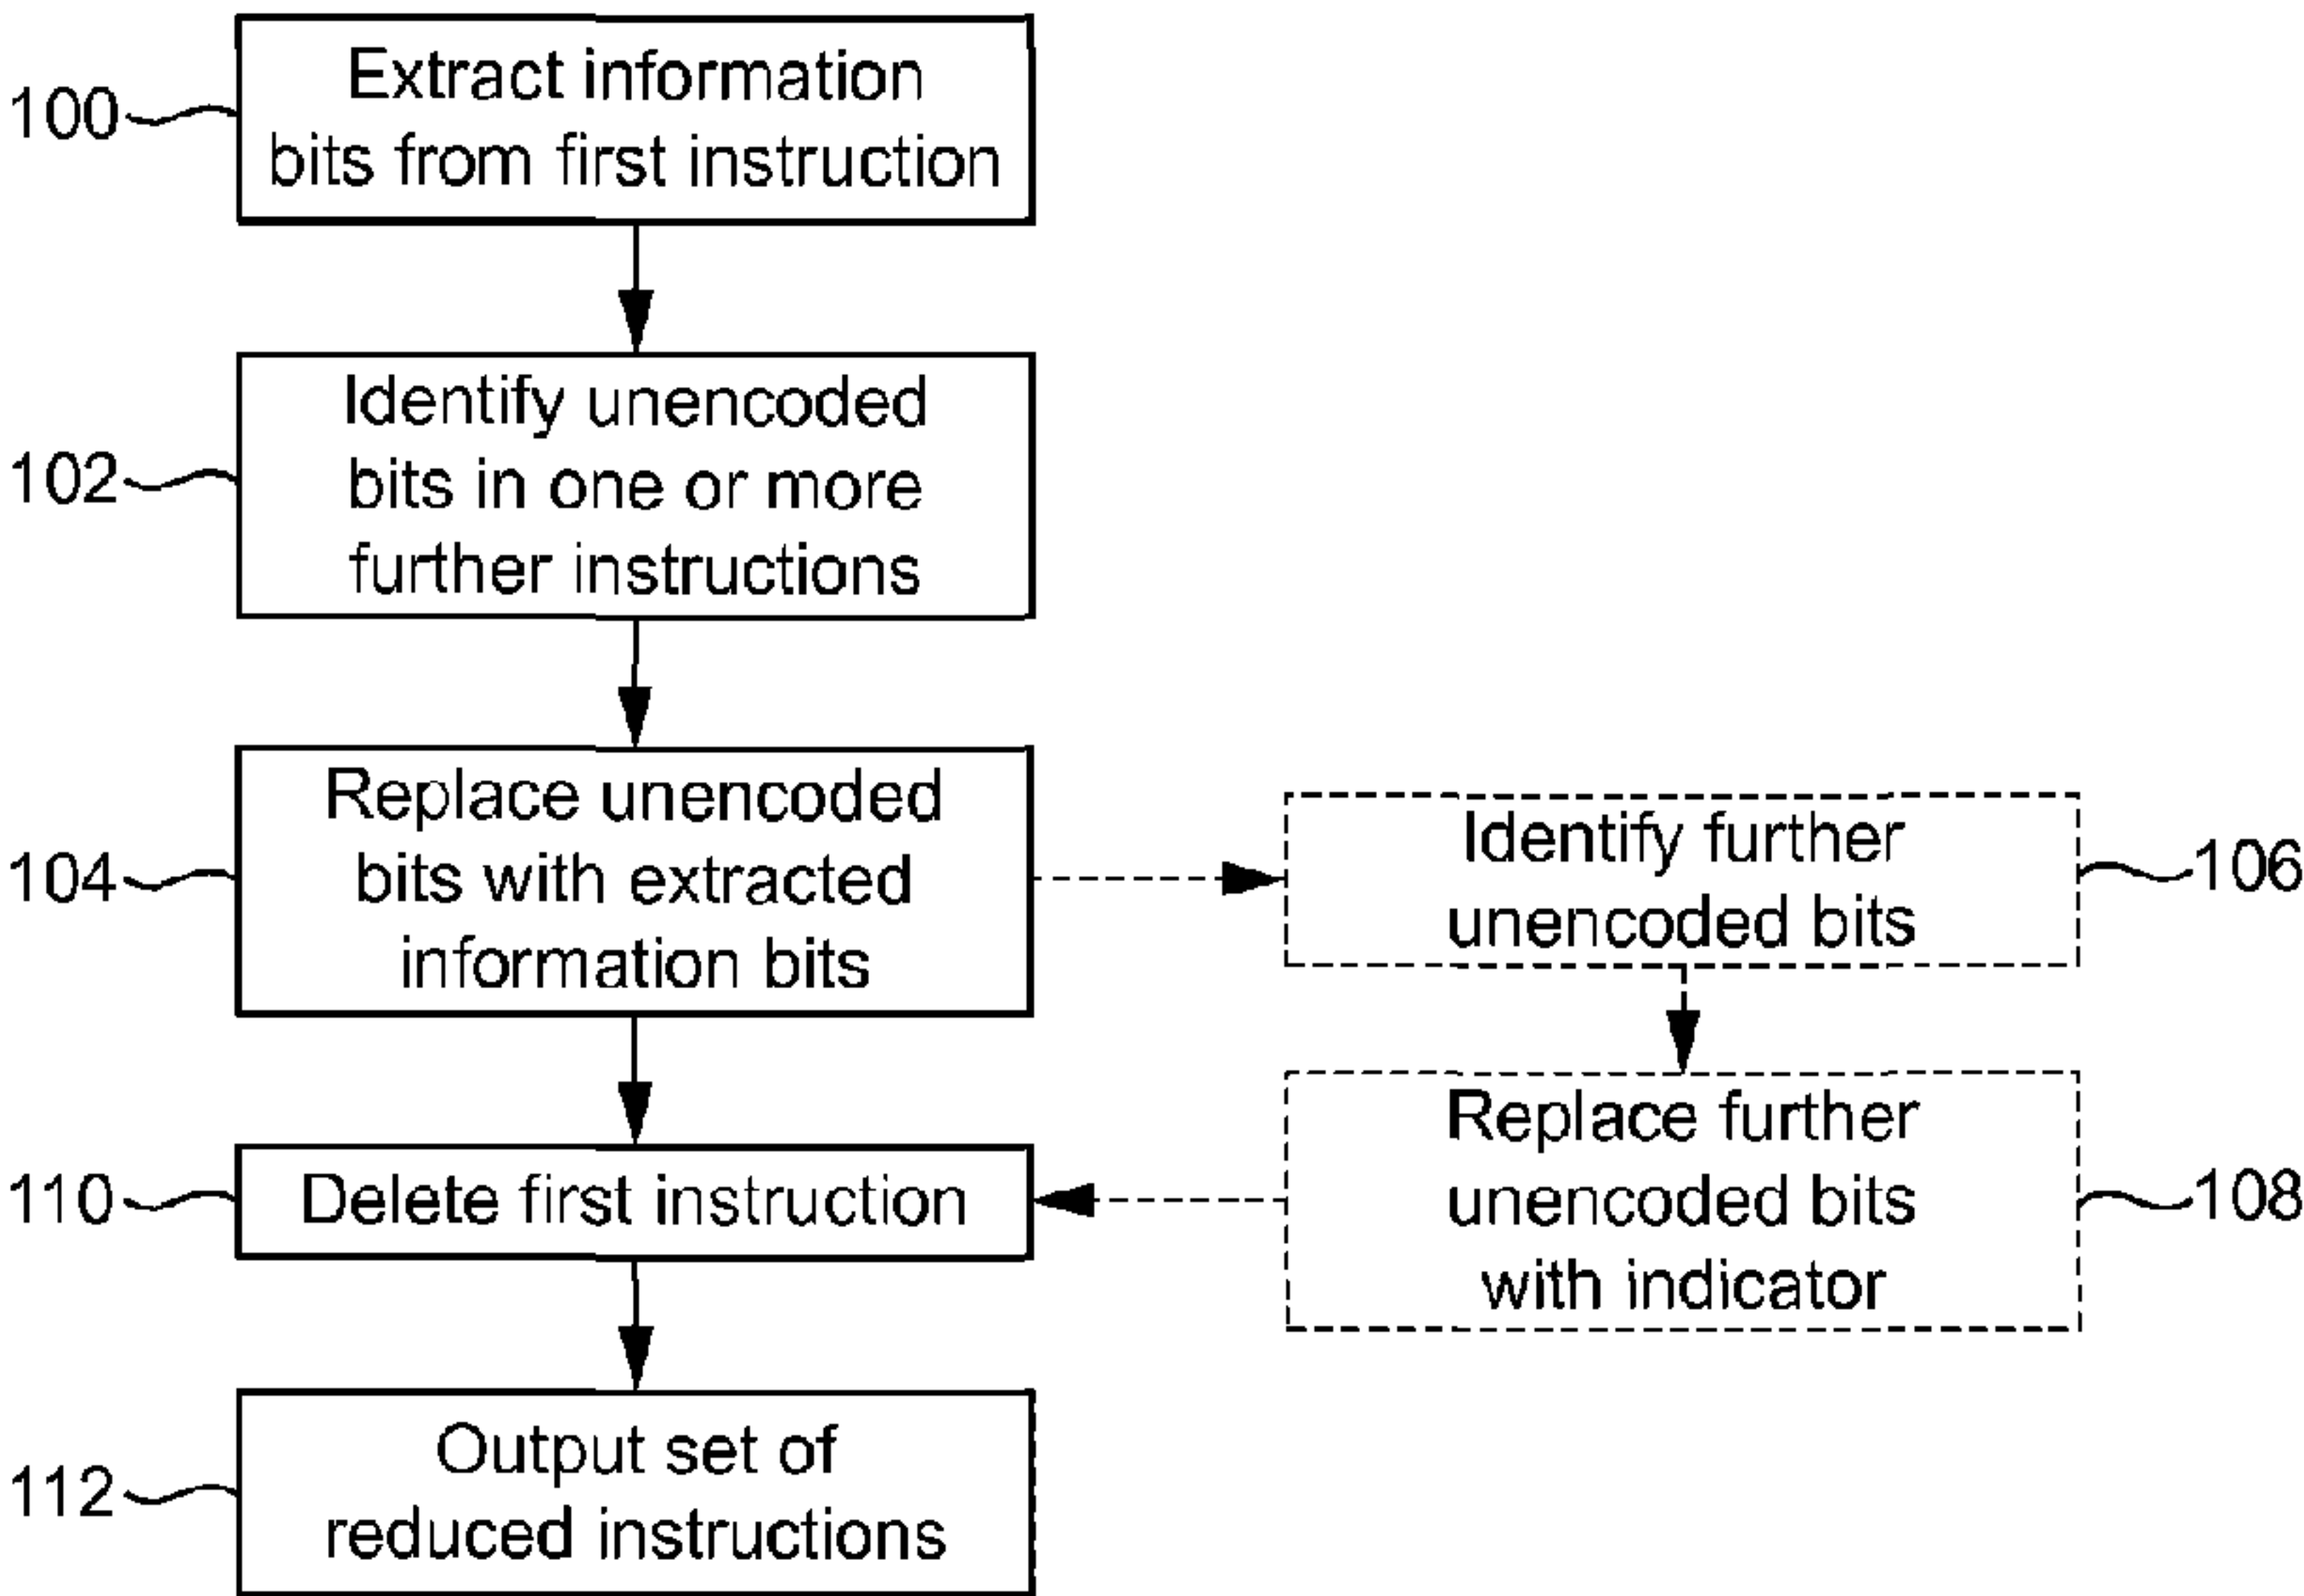 100
Extract information
bits from first instruction
102
Identify unencoded
bits in one or more
further instructions
104
Replace unencoded
bits with extracted
information bits
Identify further
unencoded bits
106
Replace further
unencoded bits
with indicator
108
110
Delete first instruction
112
Output set of
reduced instructions